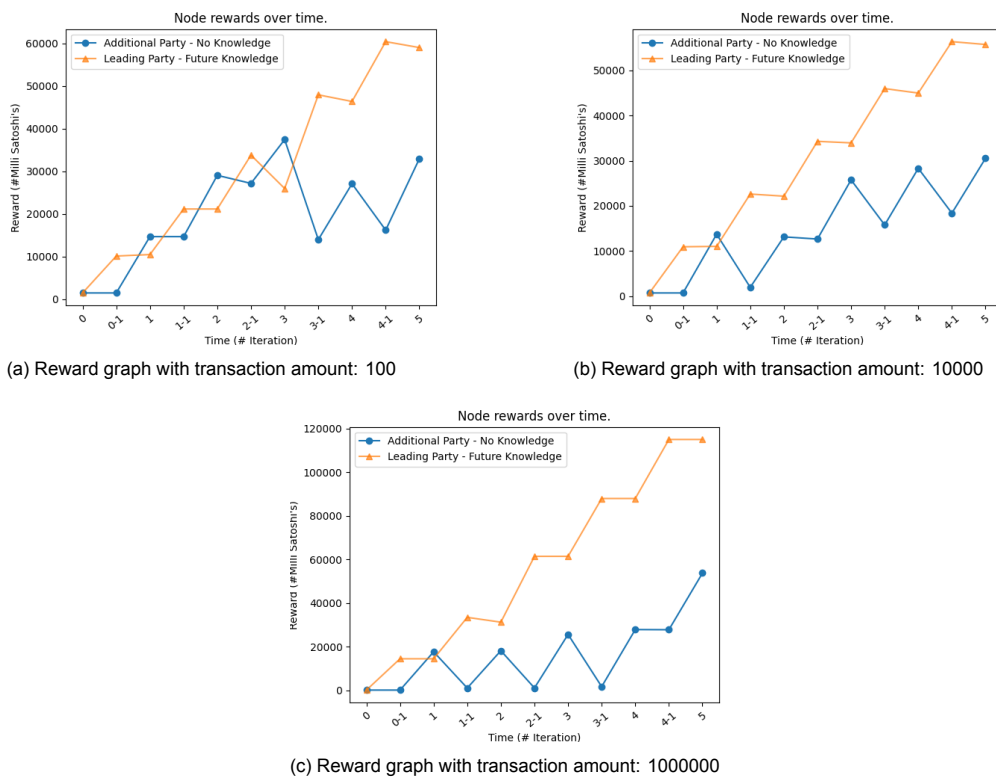 Node rewards over time.
Additional Party - No Knowledge
Leading Party - Future Knowledge
Reward (#Milli Satoshi's)
60000
50000
40000
30000
20000
10000
0
0 0-1 1 1-1 2 2-1 3 3-1 4 4-1 5
Time (# Iteration)
(a) Reward graph with transaction amount: 100
Node rewards over time.
Additional Party - No Knowledge
Leading Party - Future Knowledge
Reward (#Milli Satoshi's)
50000
40000
30000
20000
10000
0
0 0-1 1 1-1 2 2-1 3 3-1 4 4-1 5
Time (# Iteration)
(b) Reward graph with transaction amount: 10000
Node rewards over time.
Additional Party - No Knowledge
Leading Party - Future Knowledge
Reward (#Milli Satoshi's)
120000
100000
80000
60000
40000
20000
0
0 0-1 1 1-1 2 2-1 3 3-1 4 4-1 5
Time (# Iteration)
(c) Reward graph with transaction amount: 1000000